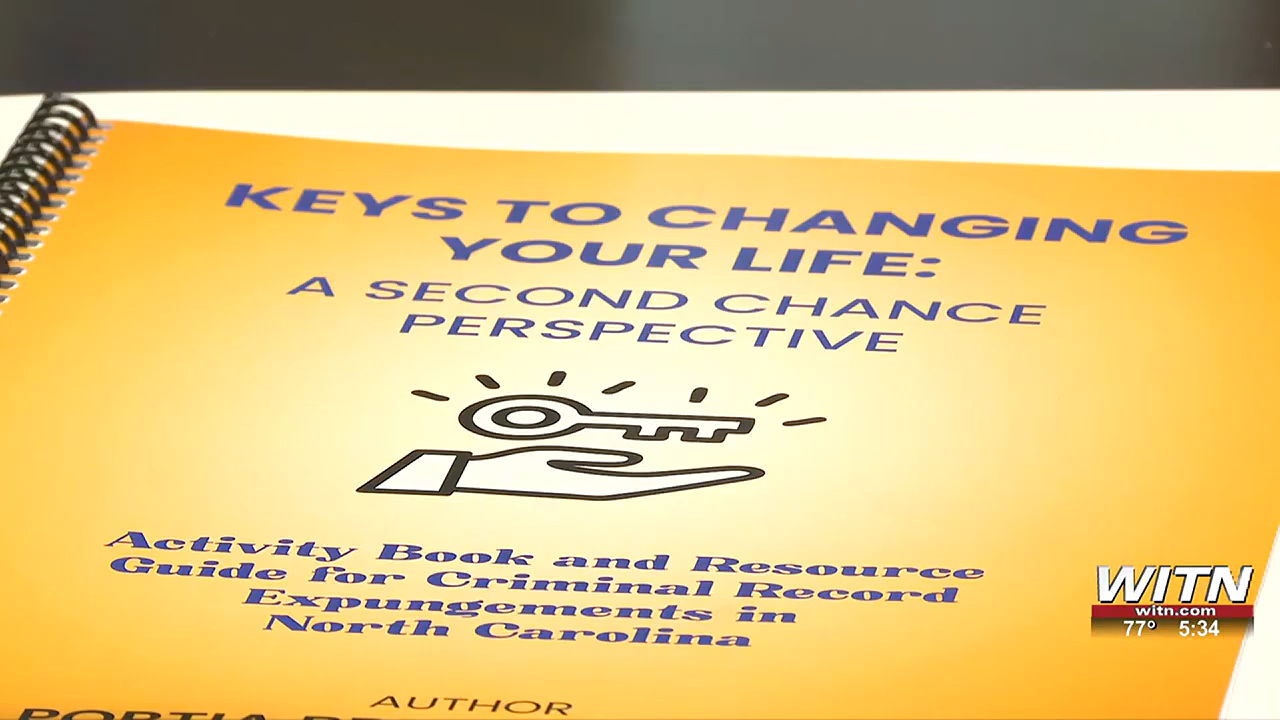 KEYS TO CHANGING
YOUR LIFE:
A SECOND CHANCE
PERSPECTIVE
Activity Book and Resource
Guide for Criminal Record
Expungements in
North Carolina
AUTHOR
PORTIA
WITN
witn.com
77° 5:34